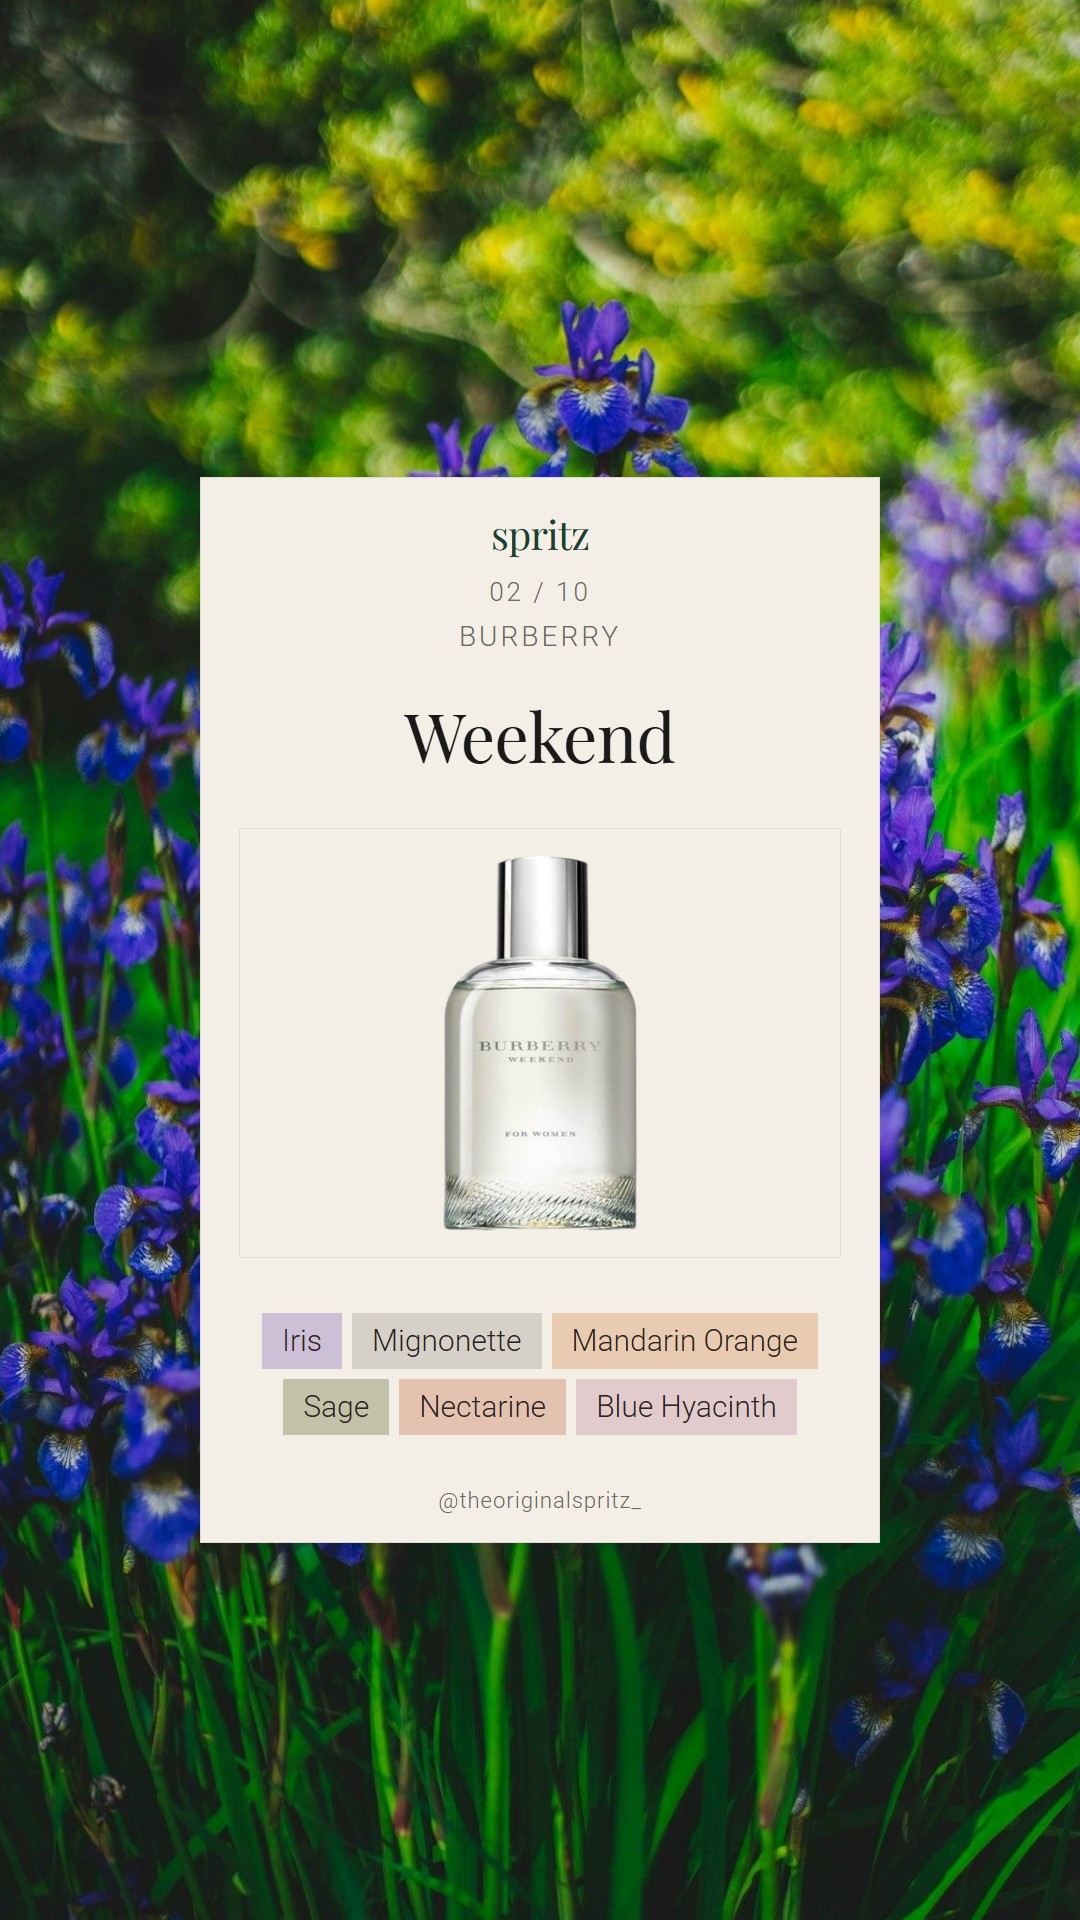 spritz
02 / 10
BURBERRY
Weekend
BURBERRY
WEEKEND
FOR WOMEN
Iris Mignonette Mandarin Orange
Sage Nectarine Blue Hyacinth
@theoriginalspritz_